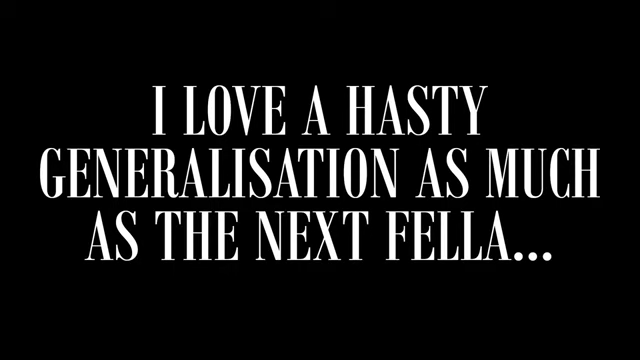 I LOVE A HASTY
GENERALISATION AS MUCH
AS THE NEXT FELLA...